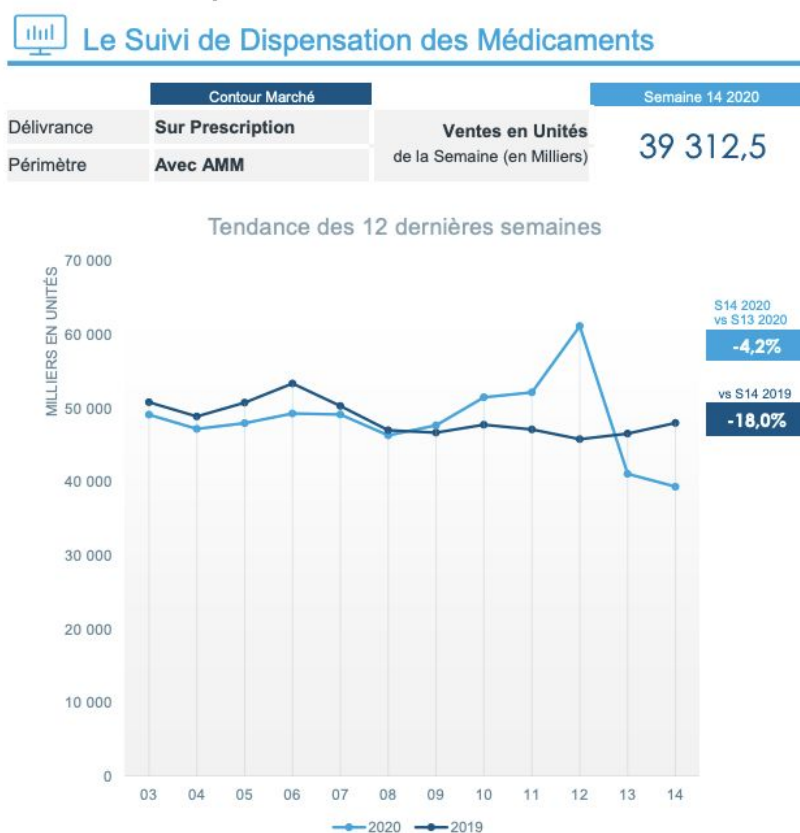 Le Suivi de Dispensation des Médicaments
Contour Marché
Semaine 14 2020
Délivrance
Sur Prescription
Ventes en Unités
de la Semaine (en Milliers)
39 312,5
Périmètre
Avec AMM
Tendance des 12 dernières semaines
MILLIERS EN UNITÉS
70 000
60 000
50 000
40 000
30 000
20 000
10 000
0
S14 2020
vs S13 2020
-4,2%
vs S14 2019
-18,0%
03 04 05 06 07 08 09 10 11 12 13 14
2020 2019